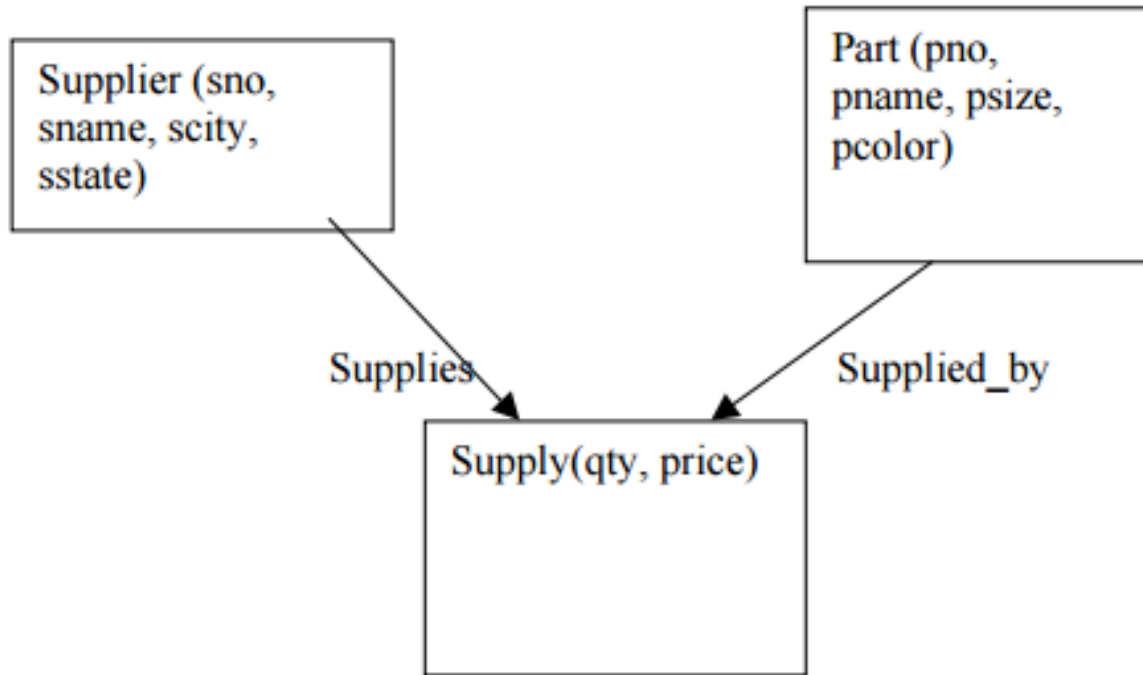 Supplier (sno,
sname, scity,
sstate)
Part (pno,
pname, psize,
pcolor)
Supplies
Supplied_by
Supply(qty, price)